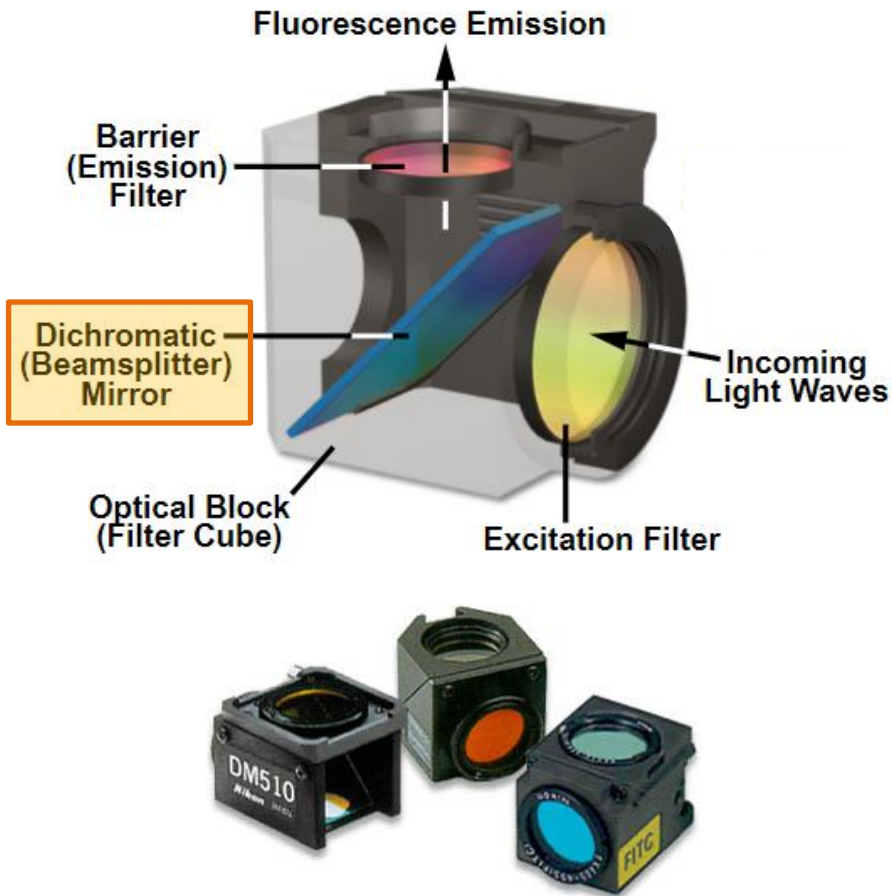 Fluorescence Emission
Barrier
(Emission)
Filter
Dichromatic
(Beamsplitter)
Mirror
Incoming
Light Waves
Optical Block
(Filter Cube)
Excitation Filter
DM510
Nikon JAPAN
FITC